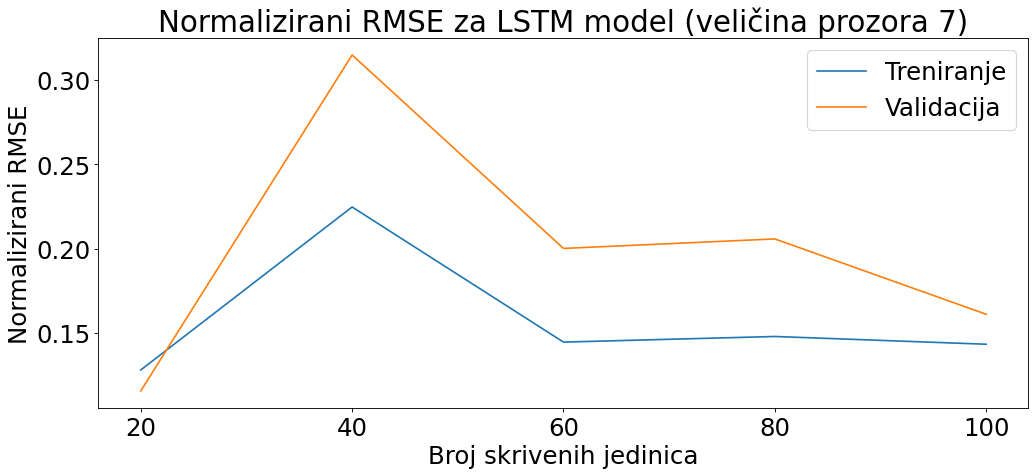 Normalizirani RMSE za LSTM model (veličina prozora 7)
Treniranje
Validacija
Normalizirani RMSE
0.30
0.25
0.20
0.15
20 40 60 80 100
Broj skrivenih jedinica